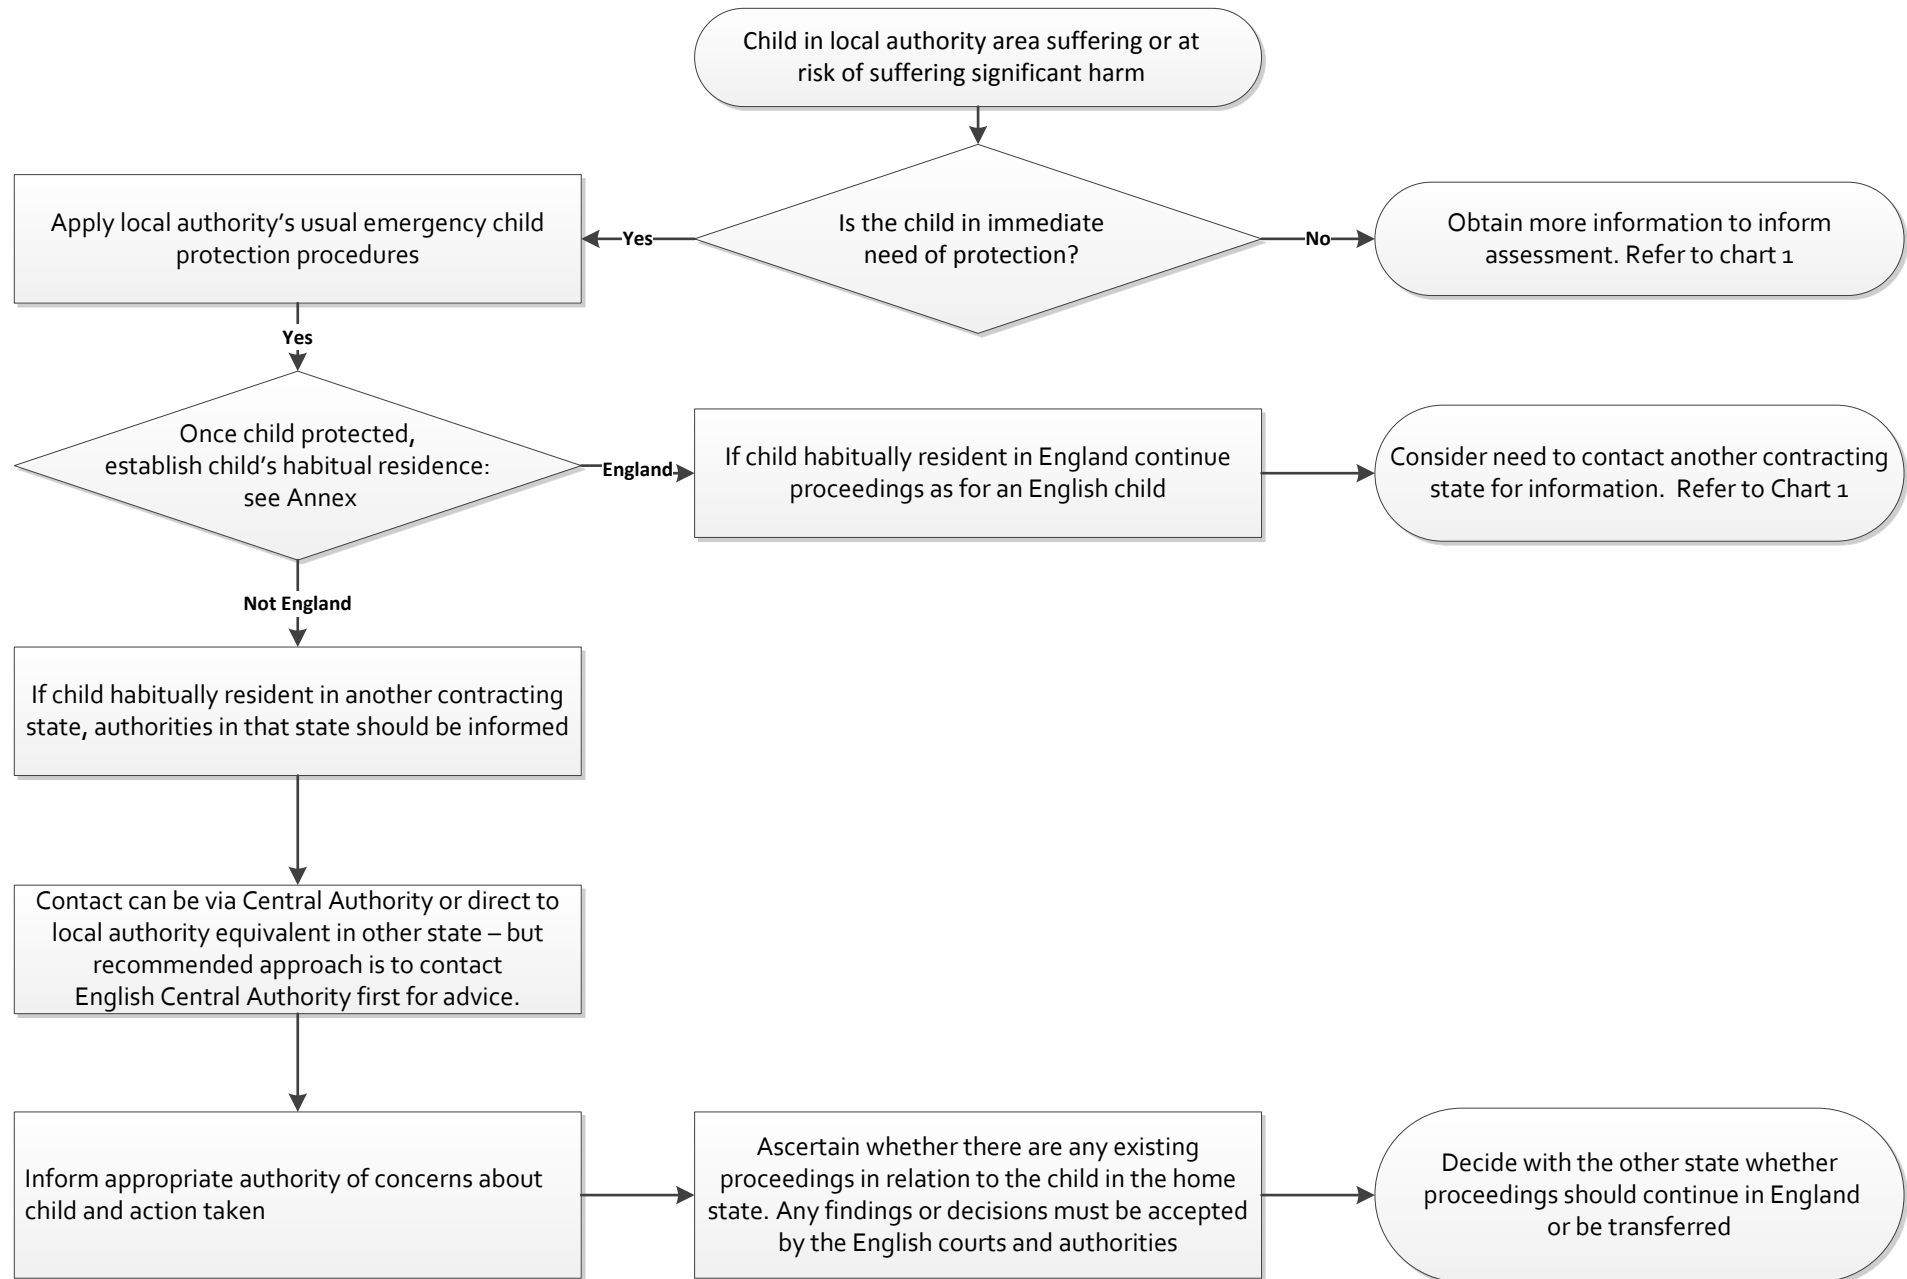 Child in local authority area suffering or at
risk of suffering significant harm
Is the child in immediate
need of protection?
Yes
No
Apply local authority’s usual emergency child
protection procedures
Obtain more information to inform
assessment. Refer to chart 1
Yes
Once child protected,
establish child’s habitual residence:
see Annex
England
If child habitually resident in England continue
proceedings as for an English child
Consider need to contact another contracting
state for information.  Refer to Chart 1
Not England
If child habitually resident in another contracting
state, authorities in that state should be informed
Contact can be via Central Authority or direct to
local authority equivalent in other state – but
recommended approach is to contact
English Central Authority first for advice.
Inform appropriate authority of concerns about
child and action taken
Ascertain whether there are any existing
proceedings in relation to the child in the home
state. Any findings or decisions must be accepted
by the English courts and authorities
Decide with the other state whether
proceedings should continue in England
or be transferred